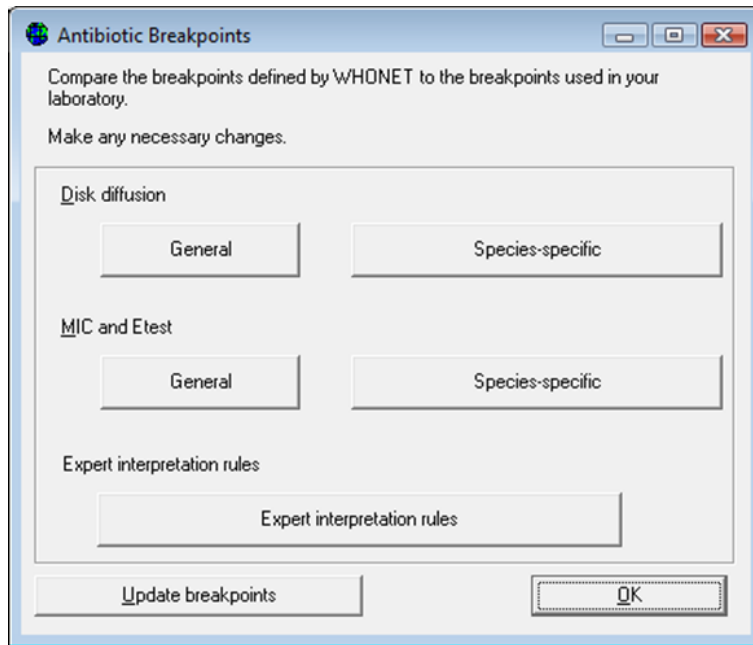 Antibiotic Breakpoints
Compare the breakpoints defined by WHONET to the breakpoints used in your
laboratory.
Make any necessary changes.
Disk diffusion
General
Species-specific
MIC and Etest
General
Species-specific
Expert interpretation rules
Expert interpretation rules
Update breakpoints
OK